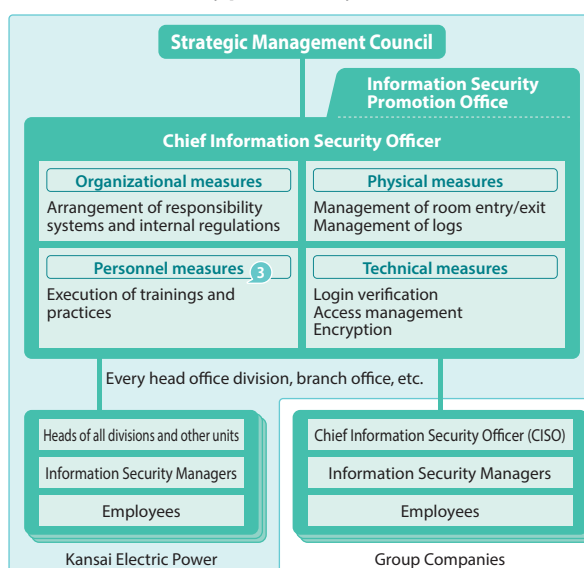 Strategic Management Council
Information Security
Promotion Office
Chief Information Security Officer
Organizational measures
Arrangement of responsibility
systems and internal regulations
Physical measures
Management of room entry/exit
Management of logs
Personnel measures 3
Execution of trainings and
practices
Technical measures
Login verification
Access management
Encryption
Every head office division, branch office, etc.
Heads of all divisions and other units
Information Security Managers
Employees
Kansai Electric Power
Chief Information Security Officer (CISO)
Information Security Managers
Employees
Group Companies